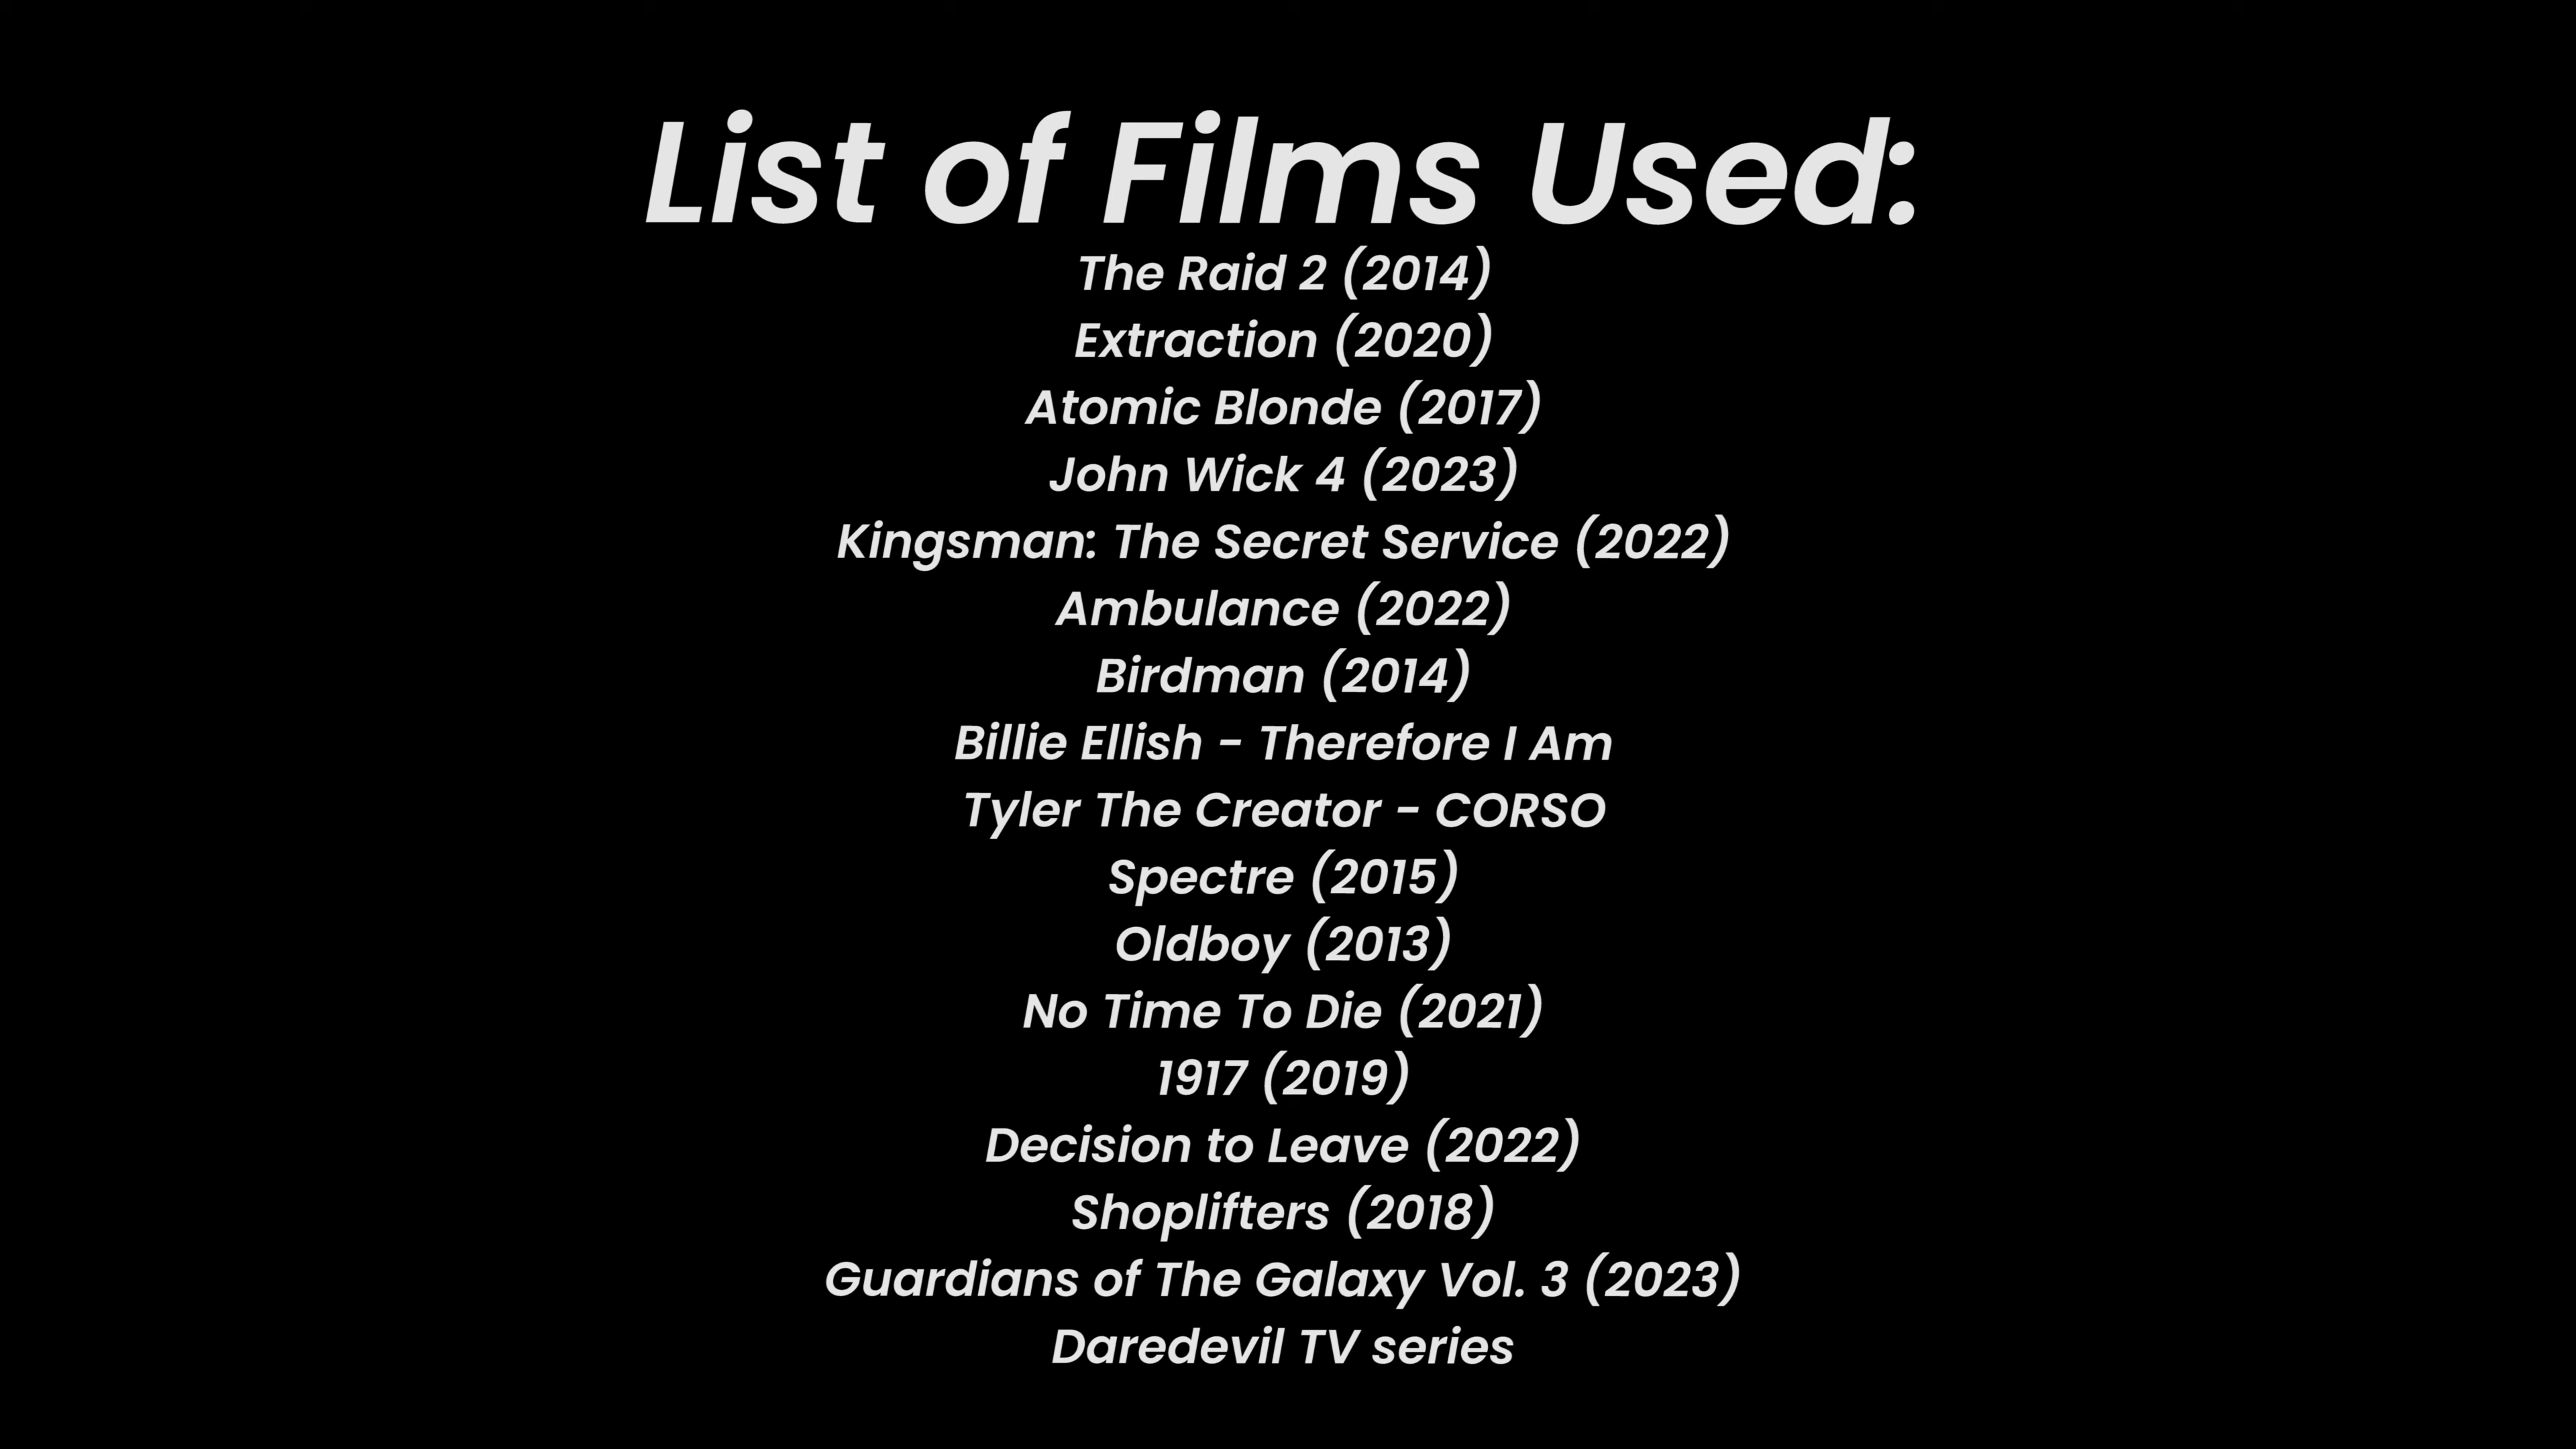 List of Films Used:
The Raid 2 (2014)
Extraction (2020)
Atomic Blonde (2017)
John Wick 4 (2023)
Kingsman: The Secret Service (2022)
Ambulance (2022)
Birdman (2014)
Billie Ellish - Therefore I Am
Tyler The Creator - CORSO
Spectre (2015)
Oldboy (2013)
No Time To Die (2021)
1917 (2019)
Decision to Leave (2022)
Shoplifters (2018)
Guardians of The Galaxy Vol. 3 (2023)
Daredevil TV series